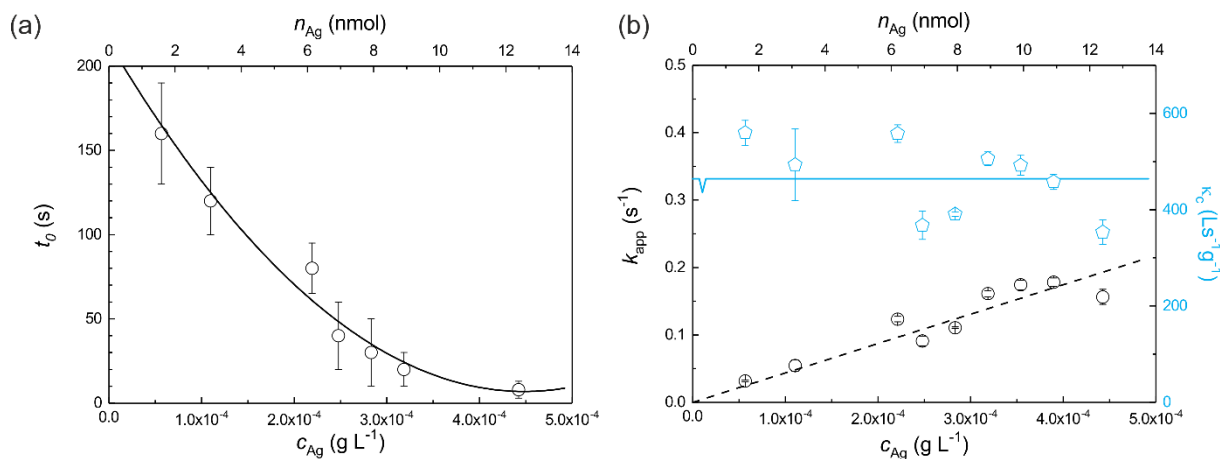 (a)
n_Ag (nmol)
0 2 4 6 8 10 12 14
200
150
100
50
0
t_0 (s)
0.0 1.0x10^-4 2.0x10^-4 3.0x10^-4 4.0x10^-4 5.0x10^-4
c_Ag (g L^-1)
(b)
n_Ag (nmol)
0 2 4 6 8 10 12 14
0.5
0.4
0.3
0.2
0.1
0.0
k_app (s^-1)
600
400
200
0
κ_c (Ls^-1g^-1)
0.0 1.0x10^-4 2.0x10^-4 3.0x10^-4 4.0x10^-4 5.0x10^-4
c_Ag (g L^-1)